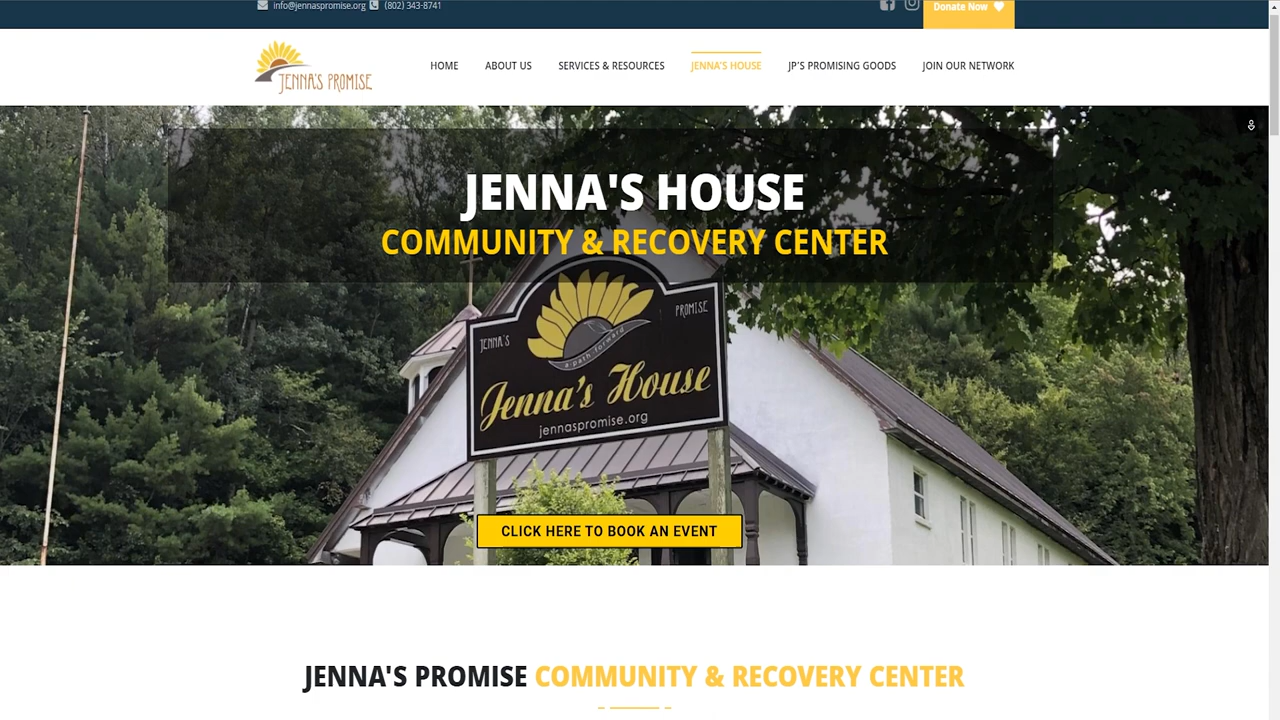 info@jennaspromise.org (802) 343-8741 Donate Now
JENNA'S PROMISE
HOME ABOUT US SERVICES & RESOURCES JENNA'S HOUSE JP'S PROMISING GOODS JOIN OUR NETWORK
JENNA'S HOUSE
COMMUNITY & RECOVERY CENTER
JENNA'S PROMISE
a path forward
Jenna's House
jennaspromise.org
CLICK HERE TO BOOK AN EVENT
JENNA'S PROMISE COMMUNITY & RECOVERY CENTER